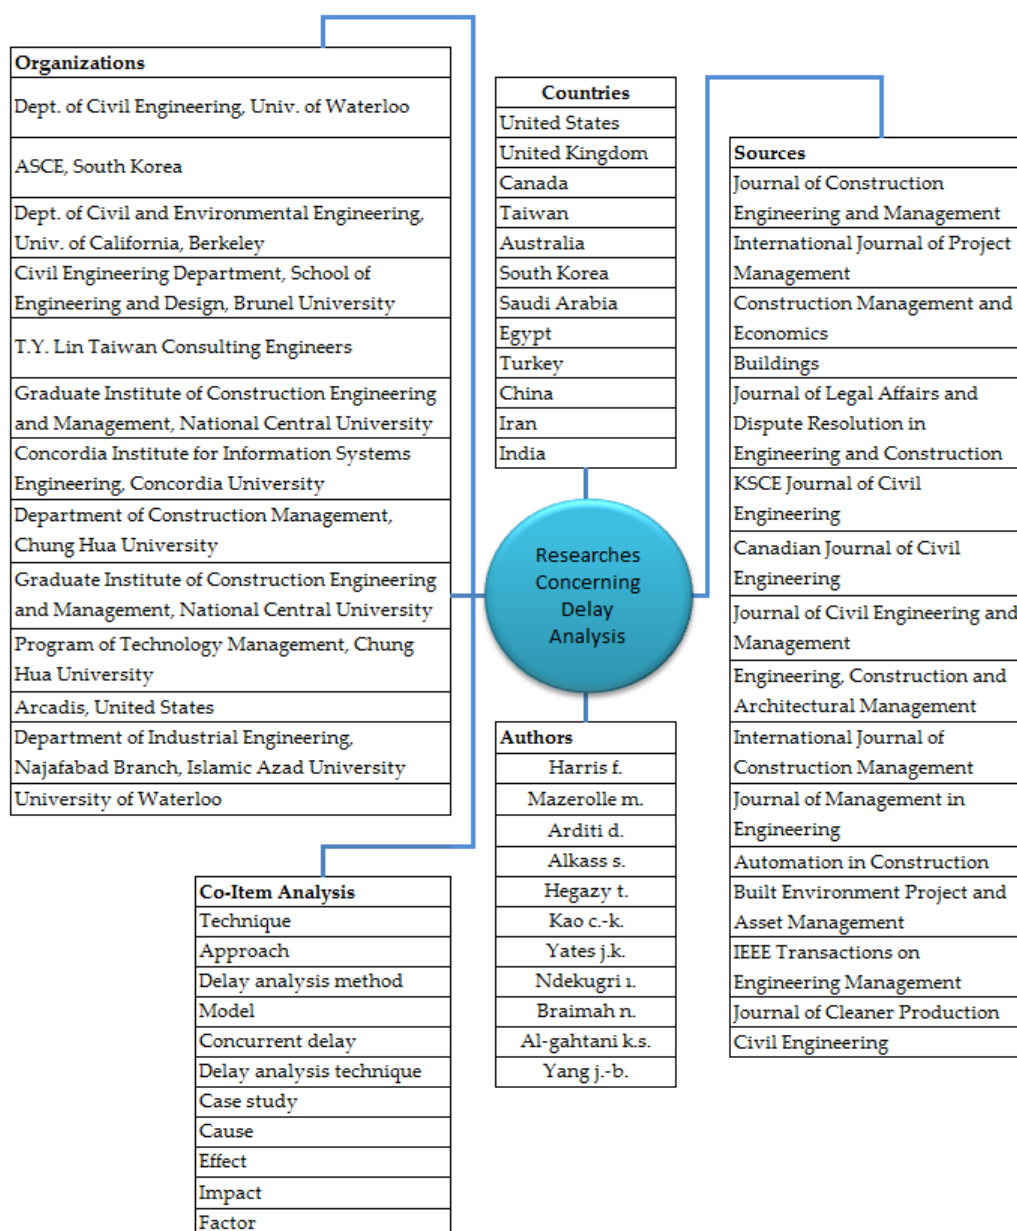 Organizations
Dept. of Civil Engineering, Univ. of Waterloo
ASCE, South Korea
Dept. of Civil and Environmental Engineering,
Univ. of California, Berkeley
Civil Engineering Department, School of
Engineering and Design, Brunel University
T.Y. Lin Taiwan Consulting Engineers
Graduate Institute of Construction Engineering
and Management, National Central University
Concordia Institute for Information Systems
Engineering, Concordia University
Department of Construction Management,
Chung Hua University
Graduate Institute of Construction Engineering
and Management, National Central University
Program of Technology Management, Chung
Hua University
Arcadis, United States
Department of Industrial Engineering,
Najafabad Branch, Islamic Azad University
University of Waterloo
Countries
United States
United Kingdom
Canada
Taiwan
Australia
South Korea
Saudi Arabia
Egypt
Turkey
China
Iran
India
Sources
Journal of Construction
Engineering and Management
International Journal of Project
Management
Construction Management and
Economics
Buildings
Journal of Legal Affairs and
Dispute Resolution in
Engineering and Construction
KSCE Journal of Civil
Engineering
Canadian Journal of Civil
Engineering
Journal of Civil Engineering and
Management
Engineering, Construction and
Architectural Management
International Journal of
Construction Management
Journal of Management in
Engineering
Automation in Construction
Built Environment Project and
Asset Management
IEEE Transactions on
Engineering Management
Journal of Cleaner Production
Civil Engineering
Researches
Concerning
Delay
Analysis
Authors
Harris f.
Mazerolle m.
Arditi d.
Alkass s.
Hegazy t.
Kao c.-k.
Yates j.k.
Ndekugri ı.
Braimah n.
Al-gahtani k.s.
Yang j.-b.
Co-Item Analysis
Technique
Approach
Delay analysis method
Model
Concurrent delay
Delay analysis technique
Case study
Cause
Effect
Impact
Factor